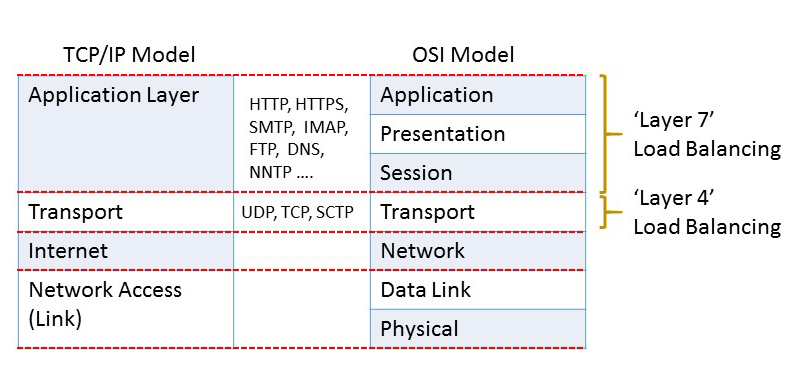 TCP/IP Model
OSI Model
Application Layer
HTTP, HTTPS,
SMTP, IMAP,
FTP, DNS,
NNTP ....
Application
Presentation
Session
‘Layer 7’
Load Balancing
Transport
UDP, TCP, SCTP
Transport
‘Layer 4’
Load Balancing
Internet
Network
Network Access
(Link)
Data Link
Physical